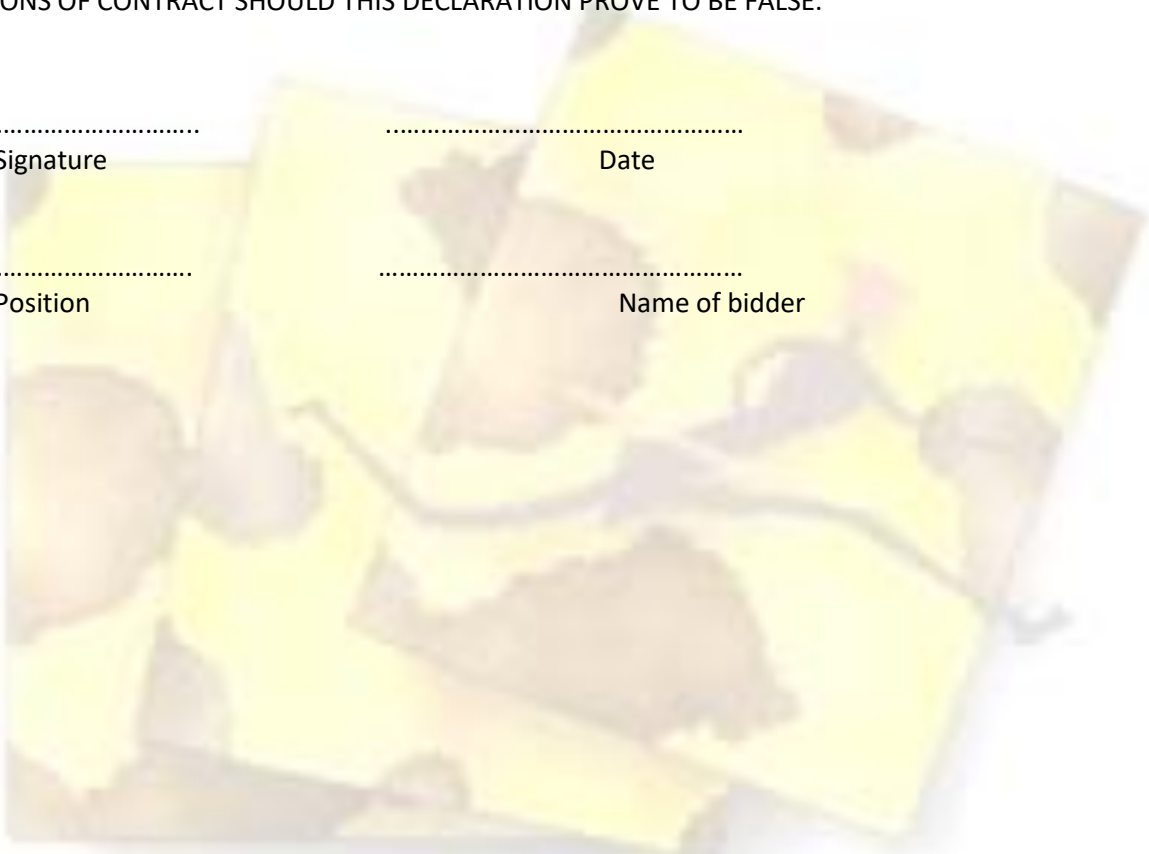 ONS OF CONTRACT SHOULD THIS DECLARATION PROVE TO BE FALSE.
………………………….. ..……………………………………………
Signature Date
………………………. ………………………………………………
Position Name of bidder